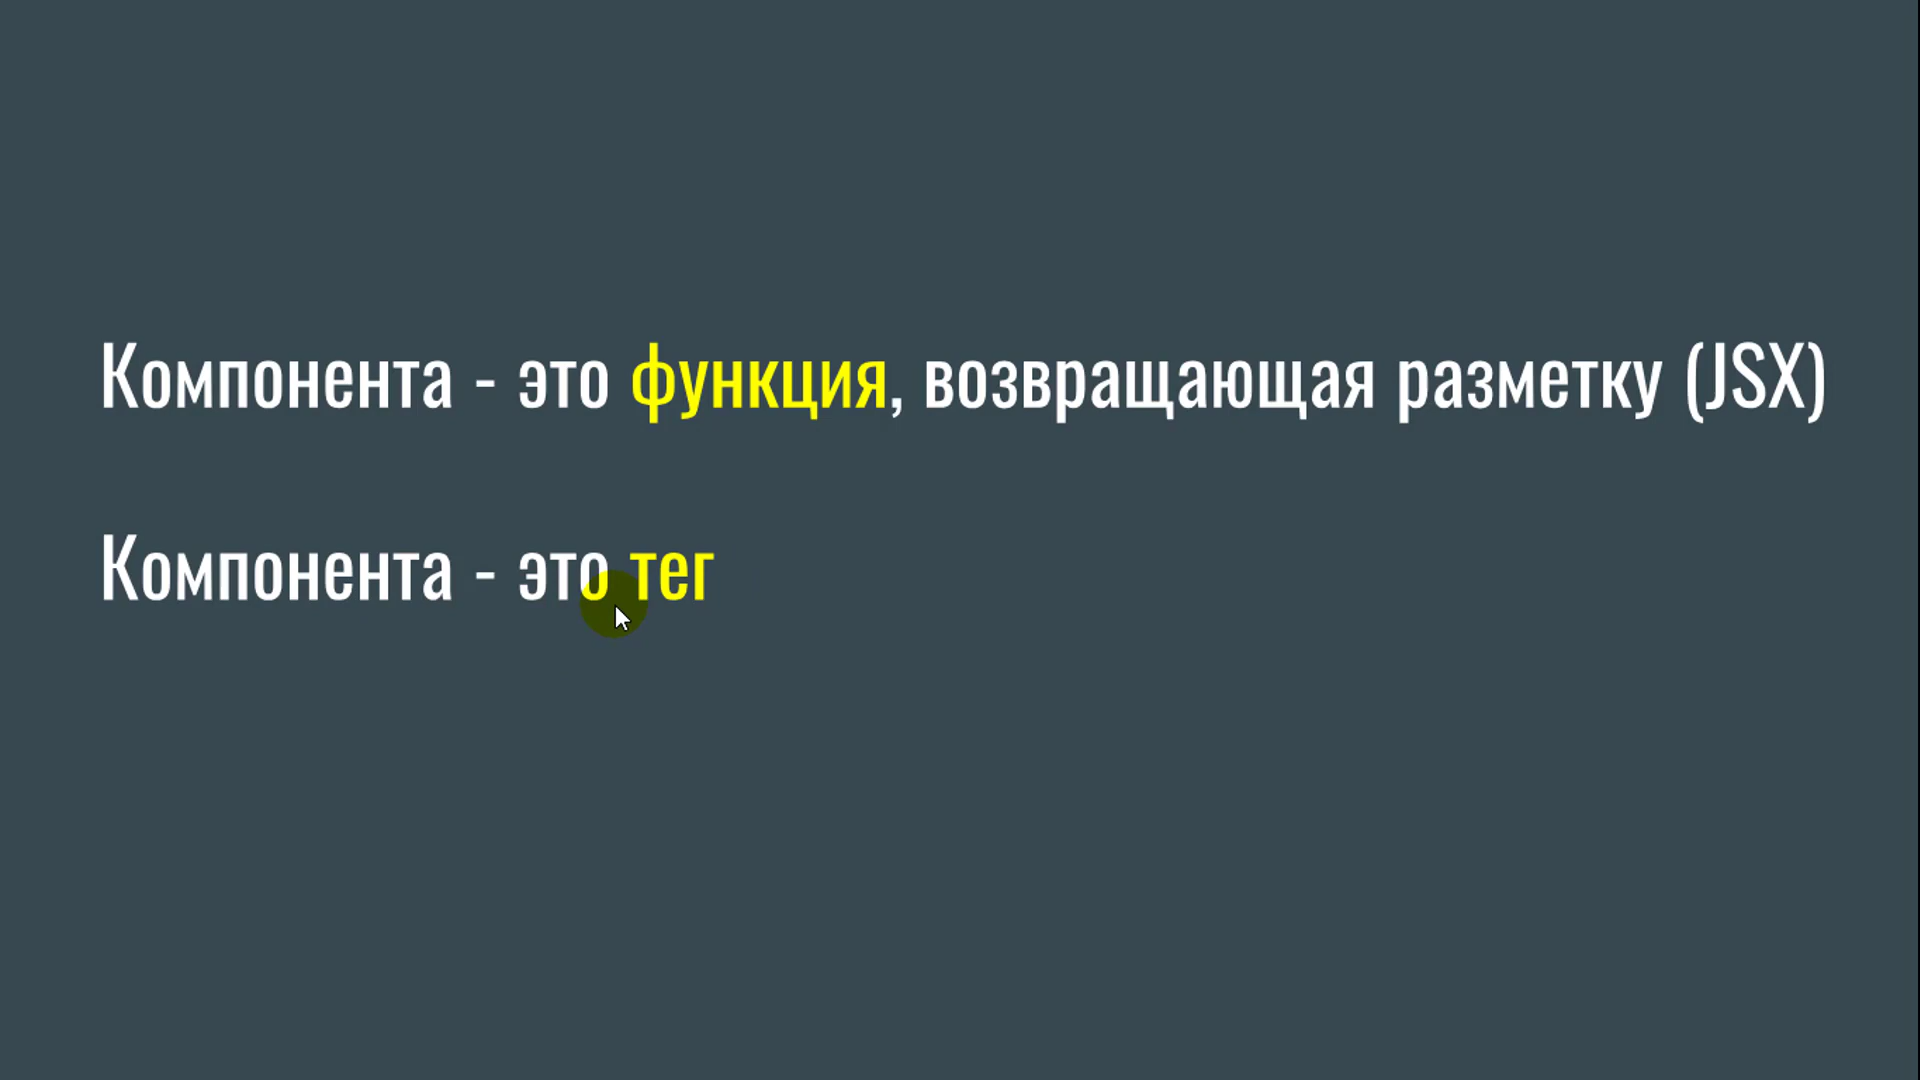 Компонента - это функция, возвращающая разметку (JSX)
Компонента - это тег